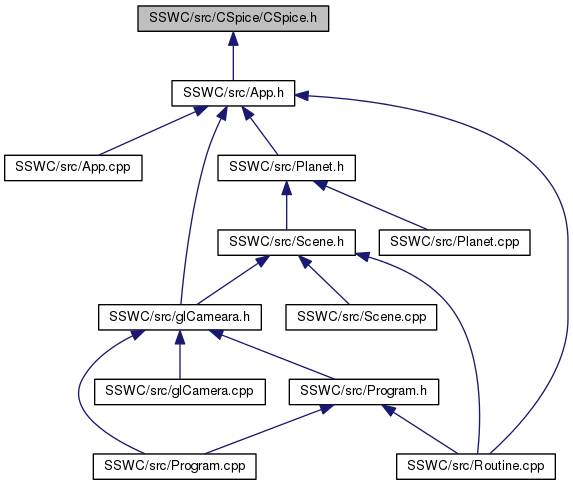 SSWC/src/CSpice/CSpice.h
SSWC/src/App.h
SSWC/src/App.cpp
SSWC/src/Planet.h
SSWC/src/Scene.h
SSWC/src/Planet.cpp
SSWC/src/glCameara.h
SSWC/src/Scene.cpp
SSWC/src/glCamera.cpp
SSWC/src/Program.h
SSWC/src/Program.cpp
SSWC/src/Routine.cpp